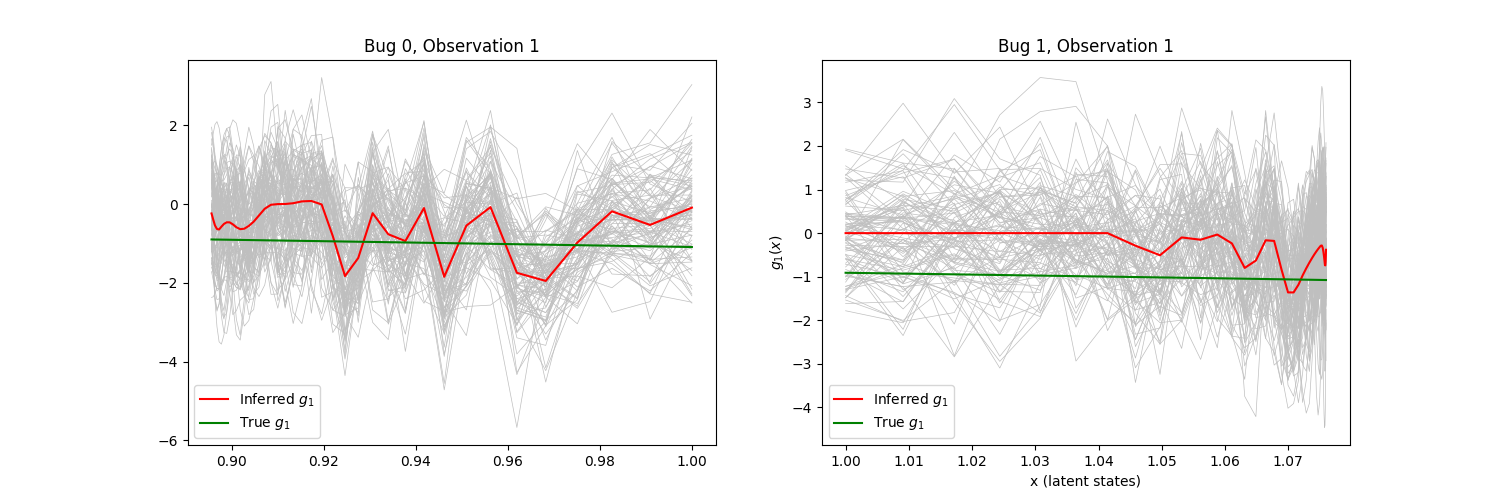 Bug 0, Observation 1
2
0
−2
−4
−6
Inferred g₁
True g₁
0.90 0.92 0.94 0.96 0.98 1.00
Bug 1, Observation 1
g₁(x)
3
2
1
0
−1
−2
−3
−4
Inferred g₁
True g₁
1.00 1.01 1.02 1.03 1.04 1.05 1.06 1.07
x (latent states)